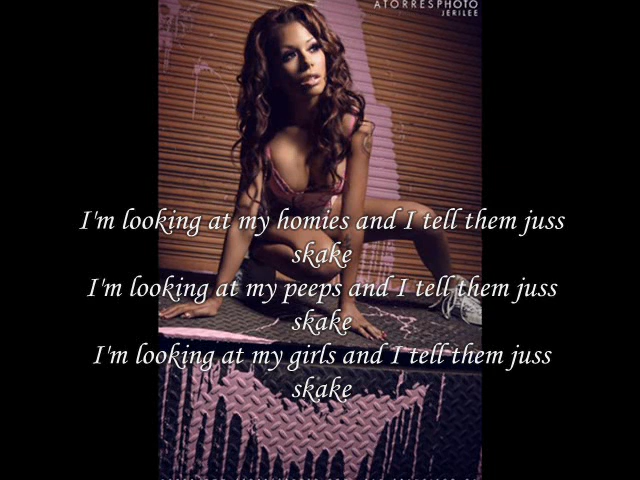 ATORRESPHOTO
JERILEE
I'm looking at my homies and I tell them juss
skake
I'm looking at my peeps and I tell them juss
skake
I'm looking at my girls and I tell them juss
skake